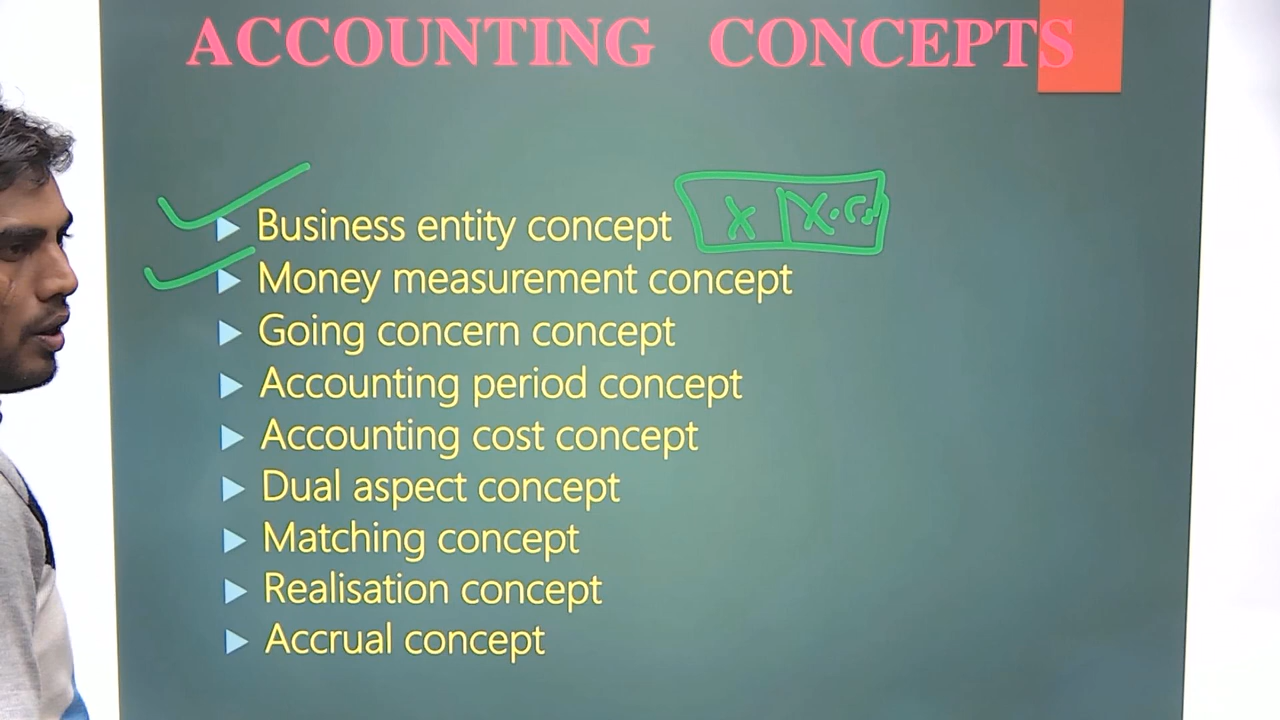 ACCOUNTING CONCEPTS
Business entity concept X X.Co
Money measurement concept
Going concern concept
Accounting period concept
Accounting cost concept
Dual aspect concept
Matching concept
Realisation concept
Accrual concept